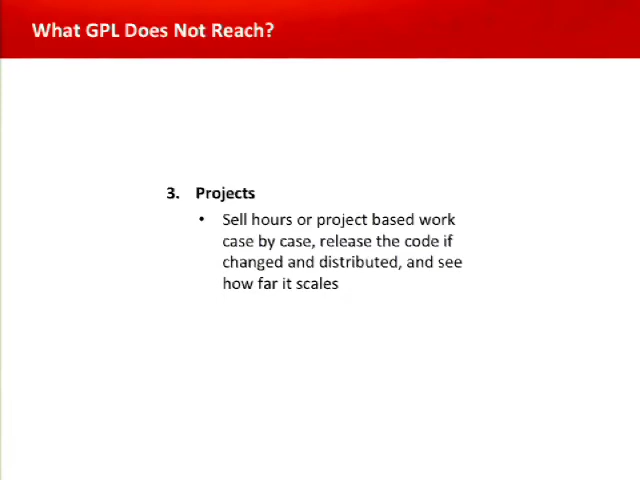 What GPL Does Not Reach?
3. Projects
• Sell hours or project based work
case by case, release the code if
changed and distributed, and see
how far it scales